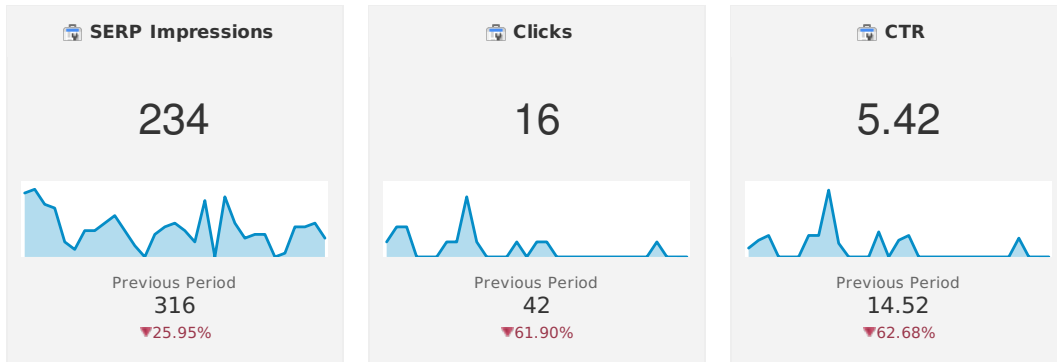 SERP Impressions
234
Previous Period
316
▼25.95%
Clicks
16
Previous Period
42
▼61.90%
CTR
5.42
Previous Period
14.52
▼62.68%